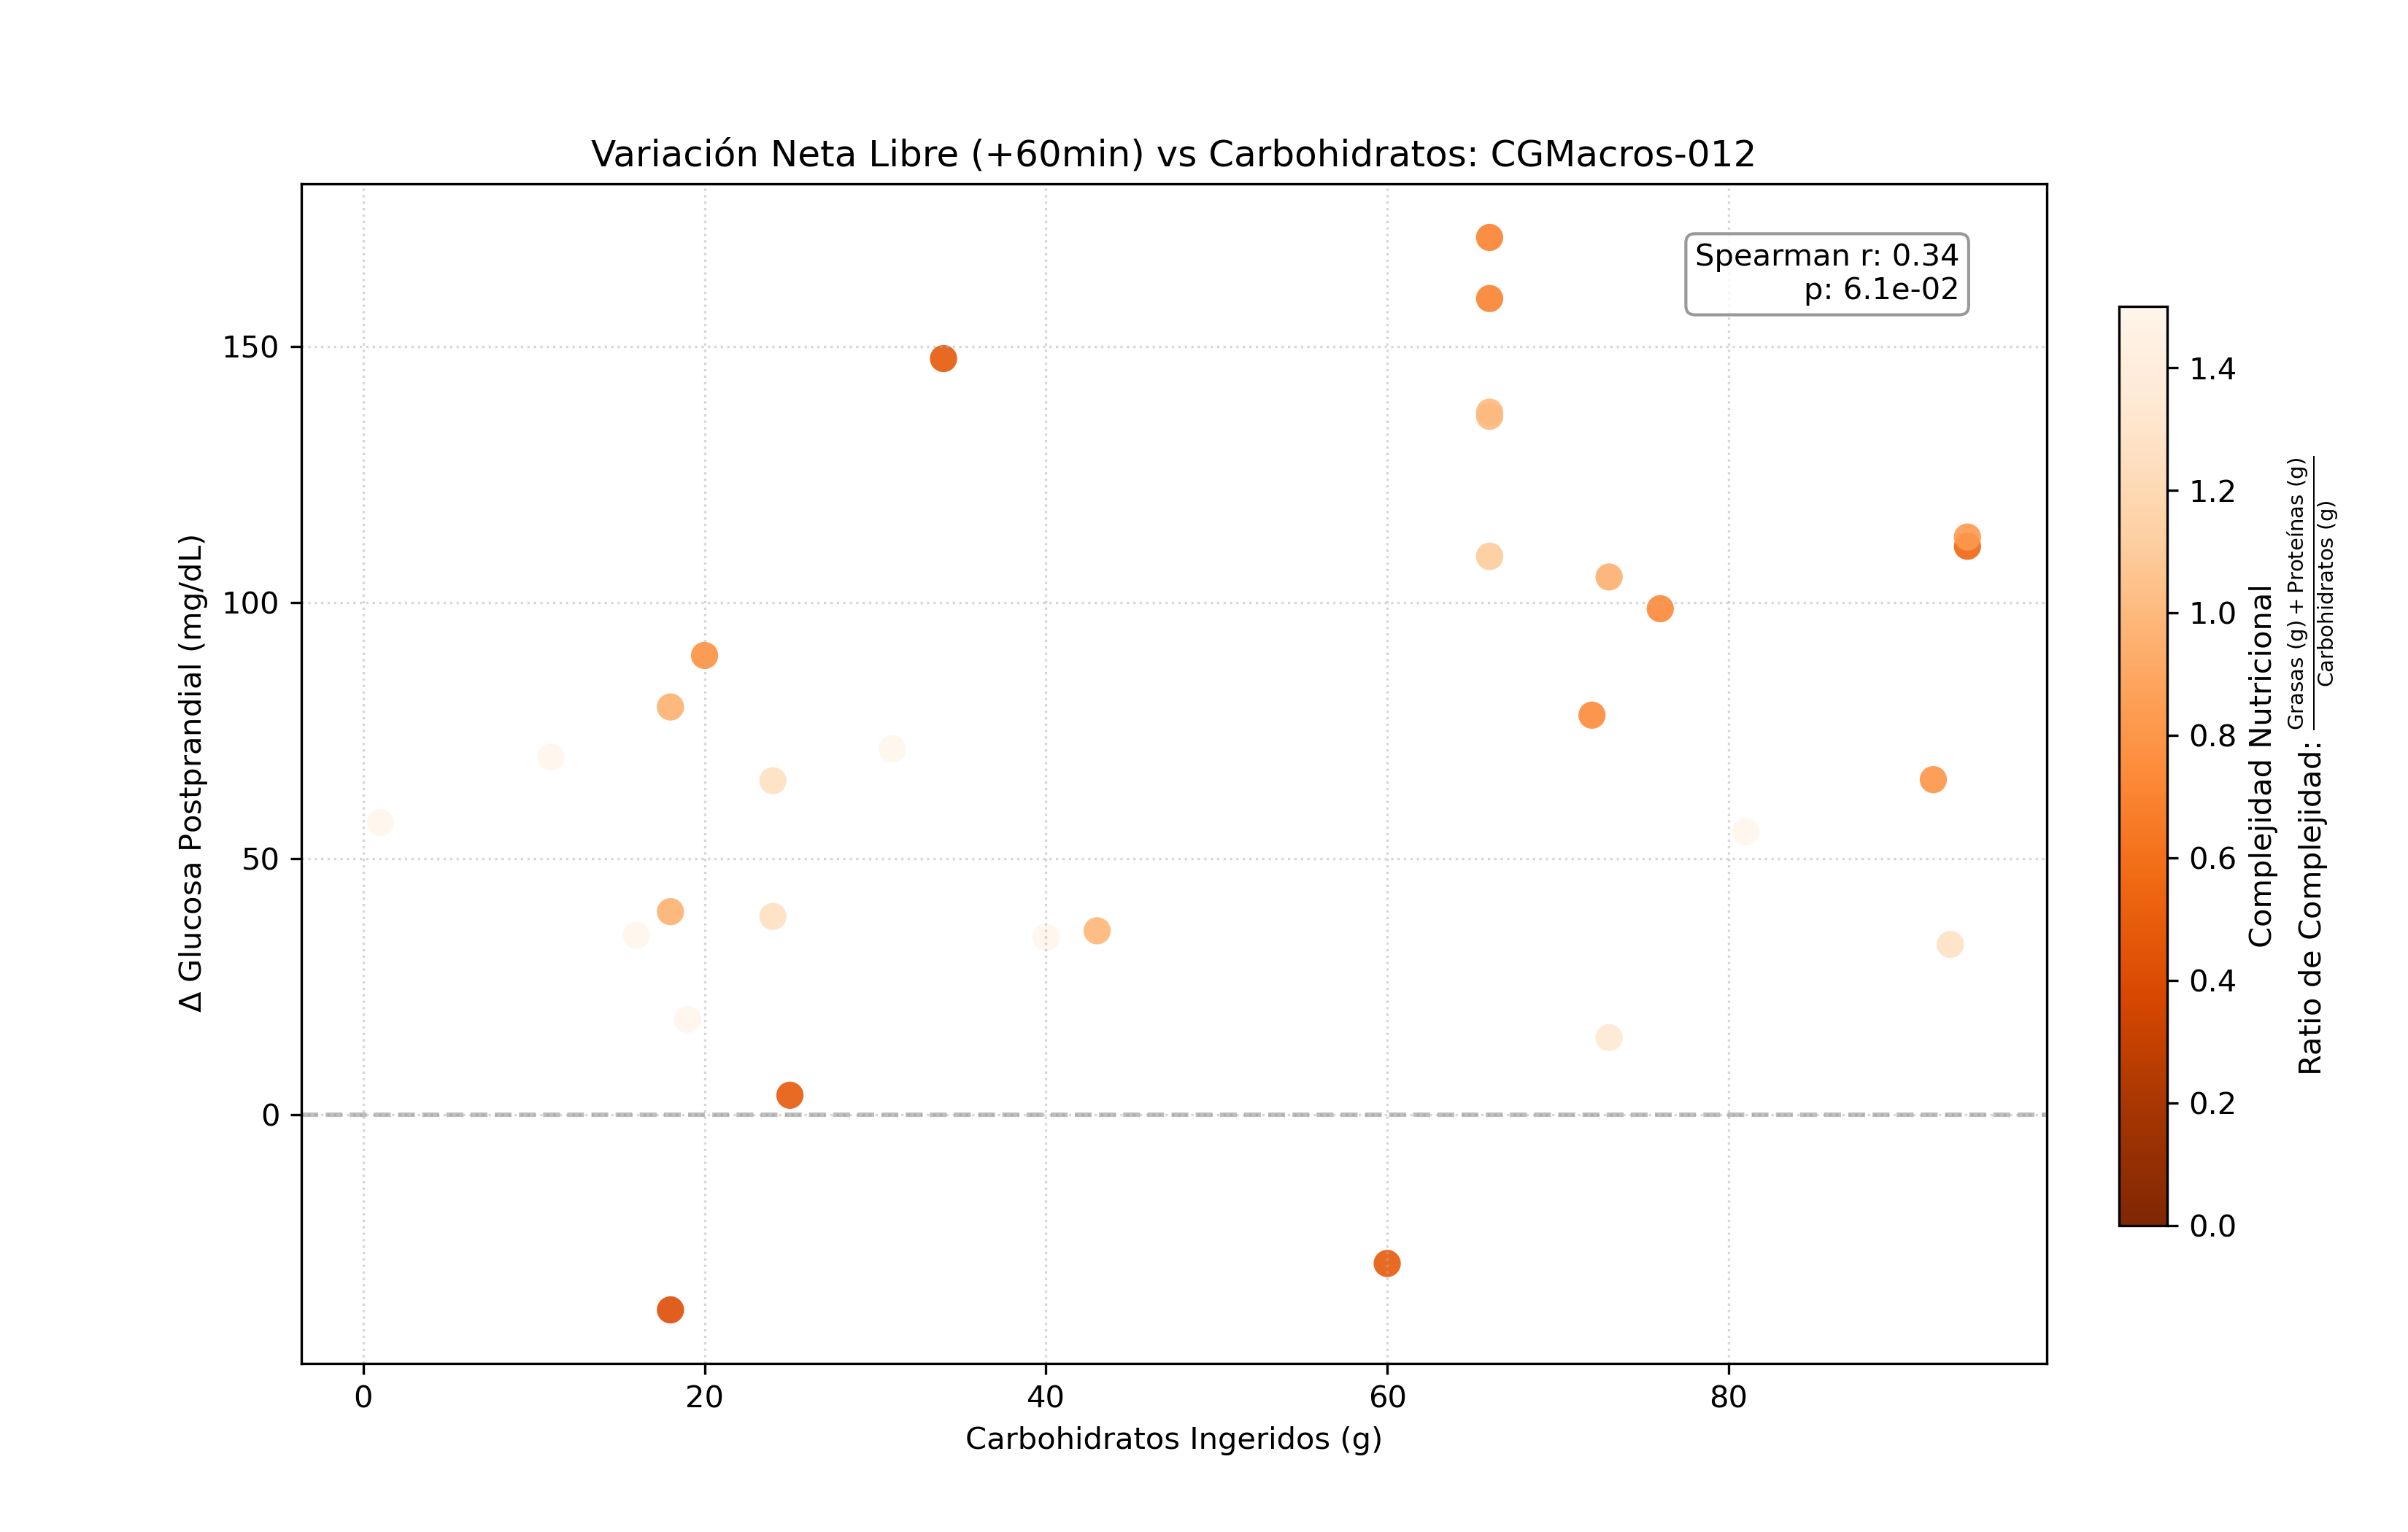 Variación Neta Libre (+60min) vs Carbohidratos: CGMacros-012
Spearman r: 0.34
p: 6.1e-02
Δ Glucosa Postprandial (mg/dL)
150
100
50
0
0
20
40
60
80
Carbohidratos Ingeridos (g)
1.4
1.2
1.0
0.8
0.6
0.4
0.2
0.0
Complejidad Nutricional
Ratio de Complejidad: Grasas (g) + Proteínas (g)
Carbohidratos (g)